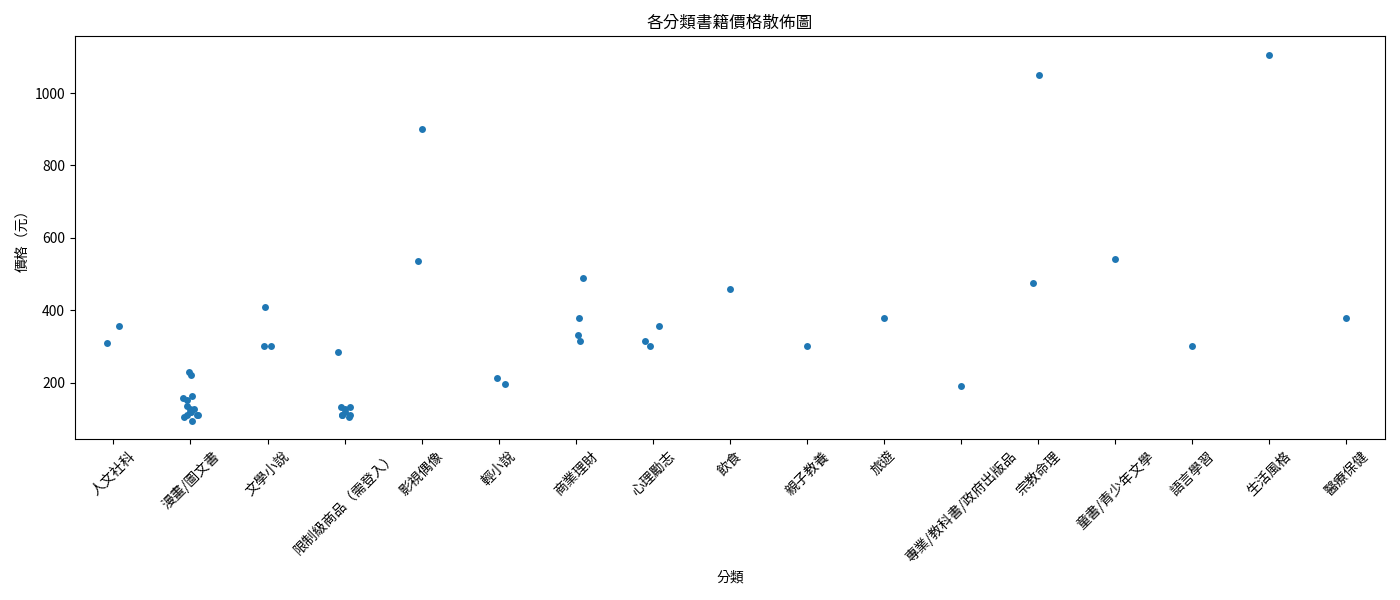 各分類書籍價格散佈圖
價格（元）
1000
800
600
400
200
人文社科
漫畫/圖文書
文學小說
限制級商品（需登入）
影視偶像
輕小說
商業理財
心理勵志
飲食
親子教養
旅遊
專業/教科書/政府出版品
宗教命理
童書/青少年文學
語言學習
生活風格
醫療保健
分類